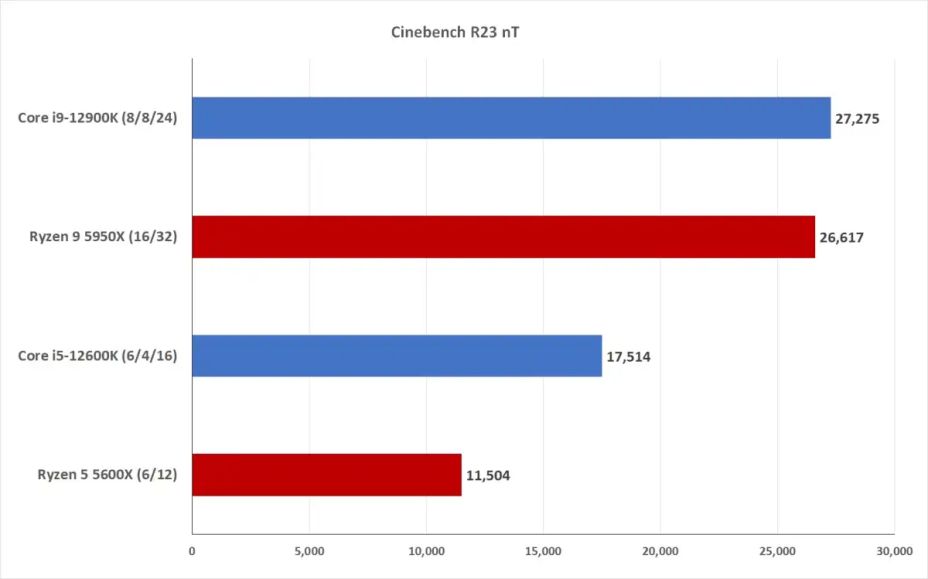 Cinebench R23 nT
Core i9-12900K (8/8/24)
27,275
Ryzen 9 5950X (16/32)
26,617
Core i5-12600K (6/4/16)
17,514
Ryzen 5 5600X (6/12)
11,504
0 5,000 10,000 15,000 20,000 25,000 30,000